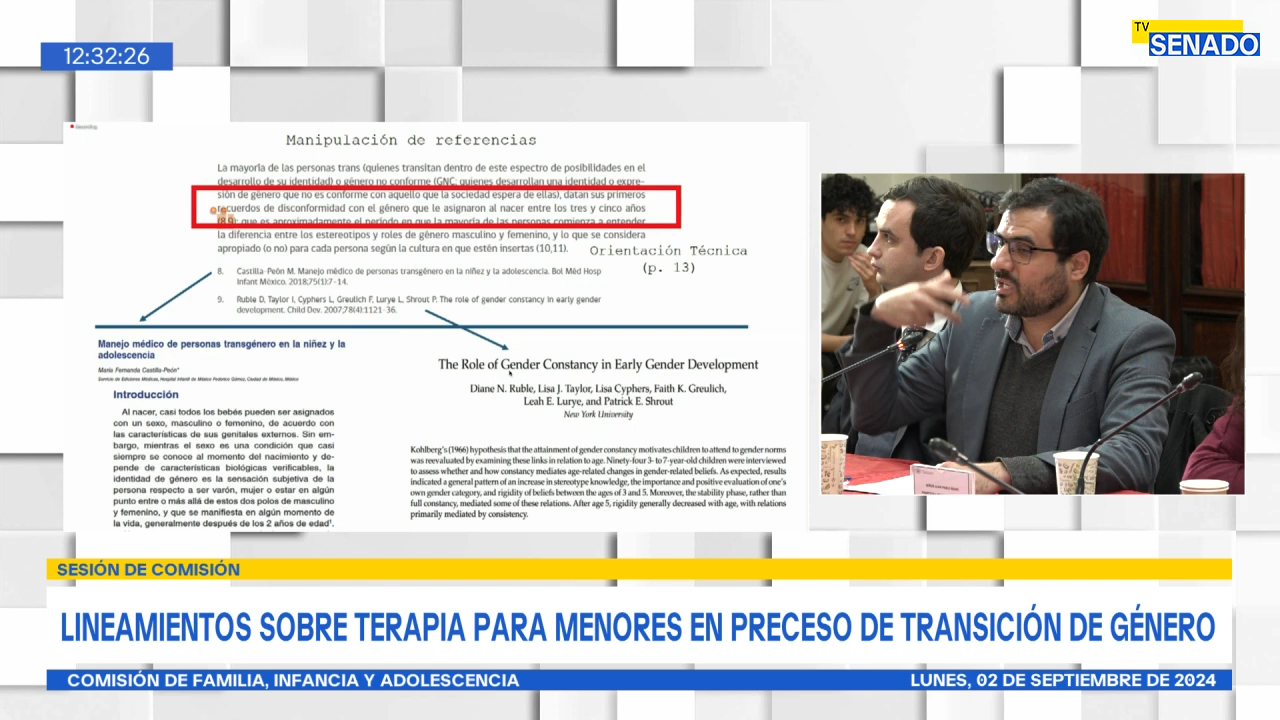 12:32:26
TV
SENADO
Manipulación de referencias
La mayoría de las personas trans (quienes transitan dentro de este espectro de posibilidades en el
desarrollo de su identidad) o género no conforme (GNC: quienes desarrollan una identidad o expre-
sión de género que no es conforme con aquello que la sociedad espera de ellas), datan sus primeros
recuerdos de disconformidad con el género que le asignaron al nacer entre los tres y cinco años
(8,9); que es aproximadamente el período en que la mayoría de las personas comienza a entender
la diferencia entre los estereotipos y roles de género masculino y femenino, y lo que se considera
apropiado (o no) para cada persona según la cultura en que estén insertas (10,11).
Orientación Técnica
(p. 13)
8. Castilla-Peón M. Manejo médico de personas transgénero en la niñez y la adolescencia. Bol Méd Hosp
Infant México. 2018;75(1):7-14.
9. Ruble D, Taylor I, Cyphers L, Greulich F, Lurye L, Shrout P. The role of gender constancy in early gender
development. Child Dev. 2007;78(4):1121-36.
Manejo médico de personas transgénero en la niñez y la
adolescencia
María Fernanda Castilla-Peón*
Servicio de Ediciones Médicas, Hospital Infantil de México Federico Gómez, Ciudad de México, México
Introducción
Al nacer, casi todos los bebés pueden ser asignados
con un sexo, masculino o femenino, de acuerdo con
las características de sus genitales externos. Sin em-
bargo, mientras el sexo es una condición que casi
siempre se conoce al momento del nacimiento y de-
pende de características biológicas verificables, la
identidad de género es la sensación subjetiva de la
persona respecto a ser varón, mujer o estar en algún
punto entre o más allá de estos dos polos de masculino
y femenino, y que se manifiesta en algún momento de
la vida, generalmente después de los 2 años de edad¹.
The Role of Gender Constancy in Early Gender Development
Diane N. Ruble, Lisa J. Taylor, Lisa Cyphers, Faith K. Greulich,
Leah E. Lurye, and Patrick E. Shrout
New York University
Kohlberg's (1966) hypothesis that the attainment of gender constancy motivates children to attend to gender norms
was reevaluated by examining these links in relation to age. Ninety-four 3- to 7-year-old children were interviewed
to assess whether and how constancy mediates age-related changes in gender-related beliefs. As expected, results
indicated a general pattern of an increase in stereotype knowledge, the importance and positive evaluation of one's
own gender category, and rigidity of beliefs between the ages of 3 and 5. Moreover, the stability phase, rather than
full constancy, mediated some of these relations. After age 5, rigidity generally decreased with age, with relations
primarily mediated by consistency.
SESIÓN DE COMISIÓN
LINEAMIENTOS SOBRE TERAPIA PARA MENORES EN PRECESO DE TRANSICIÓN DE GÉNERO
COMISIÓN DE FAMILIA, INFANCIA Y ADOLESCENCIA
LUNES, 02 DE SEPTIEMBRE DE 2024